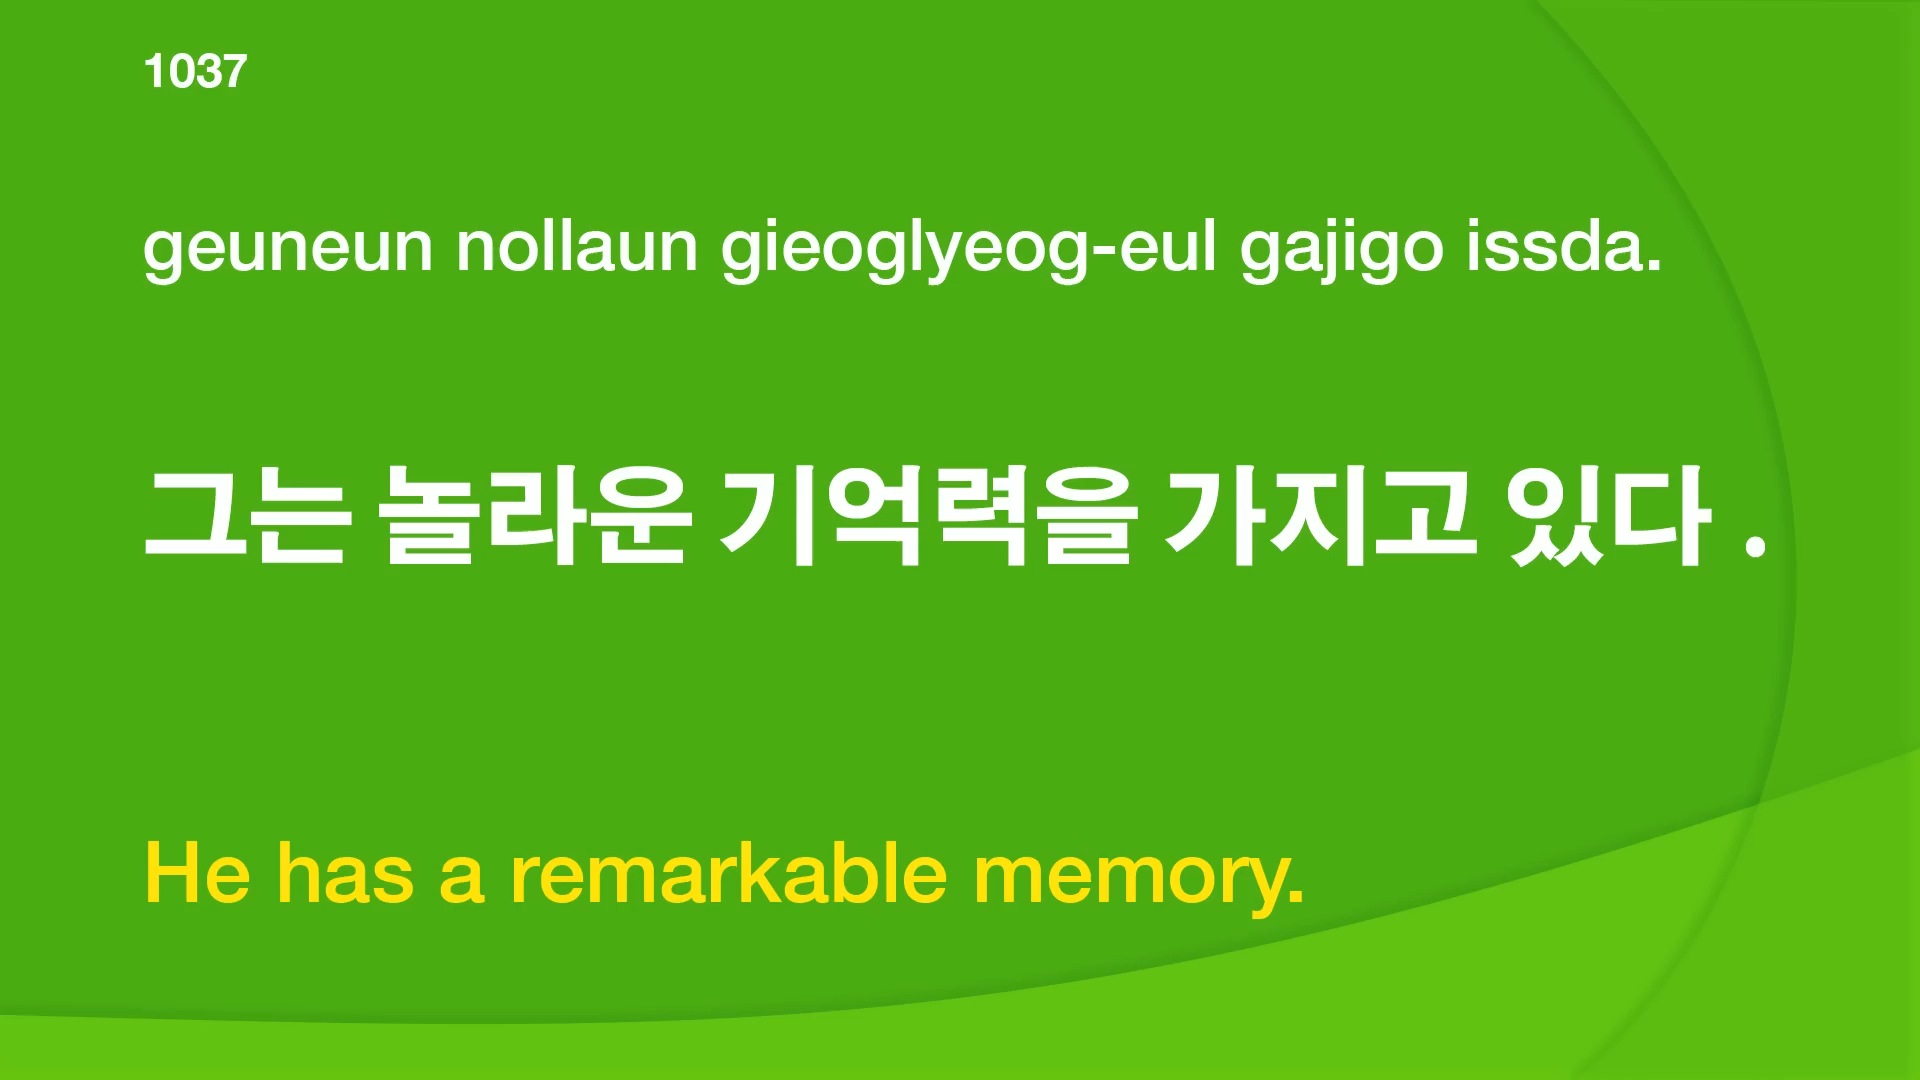 1037
geuneun nollaun gieoglyeog-eul gajigo issda.
그는 놀라운 기억력을 가지고 있다 .
He has a remarkable memory.